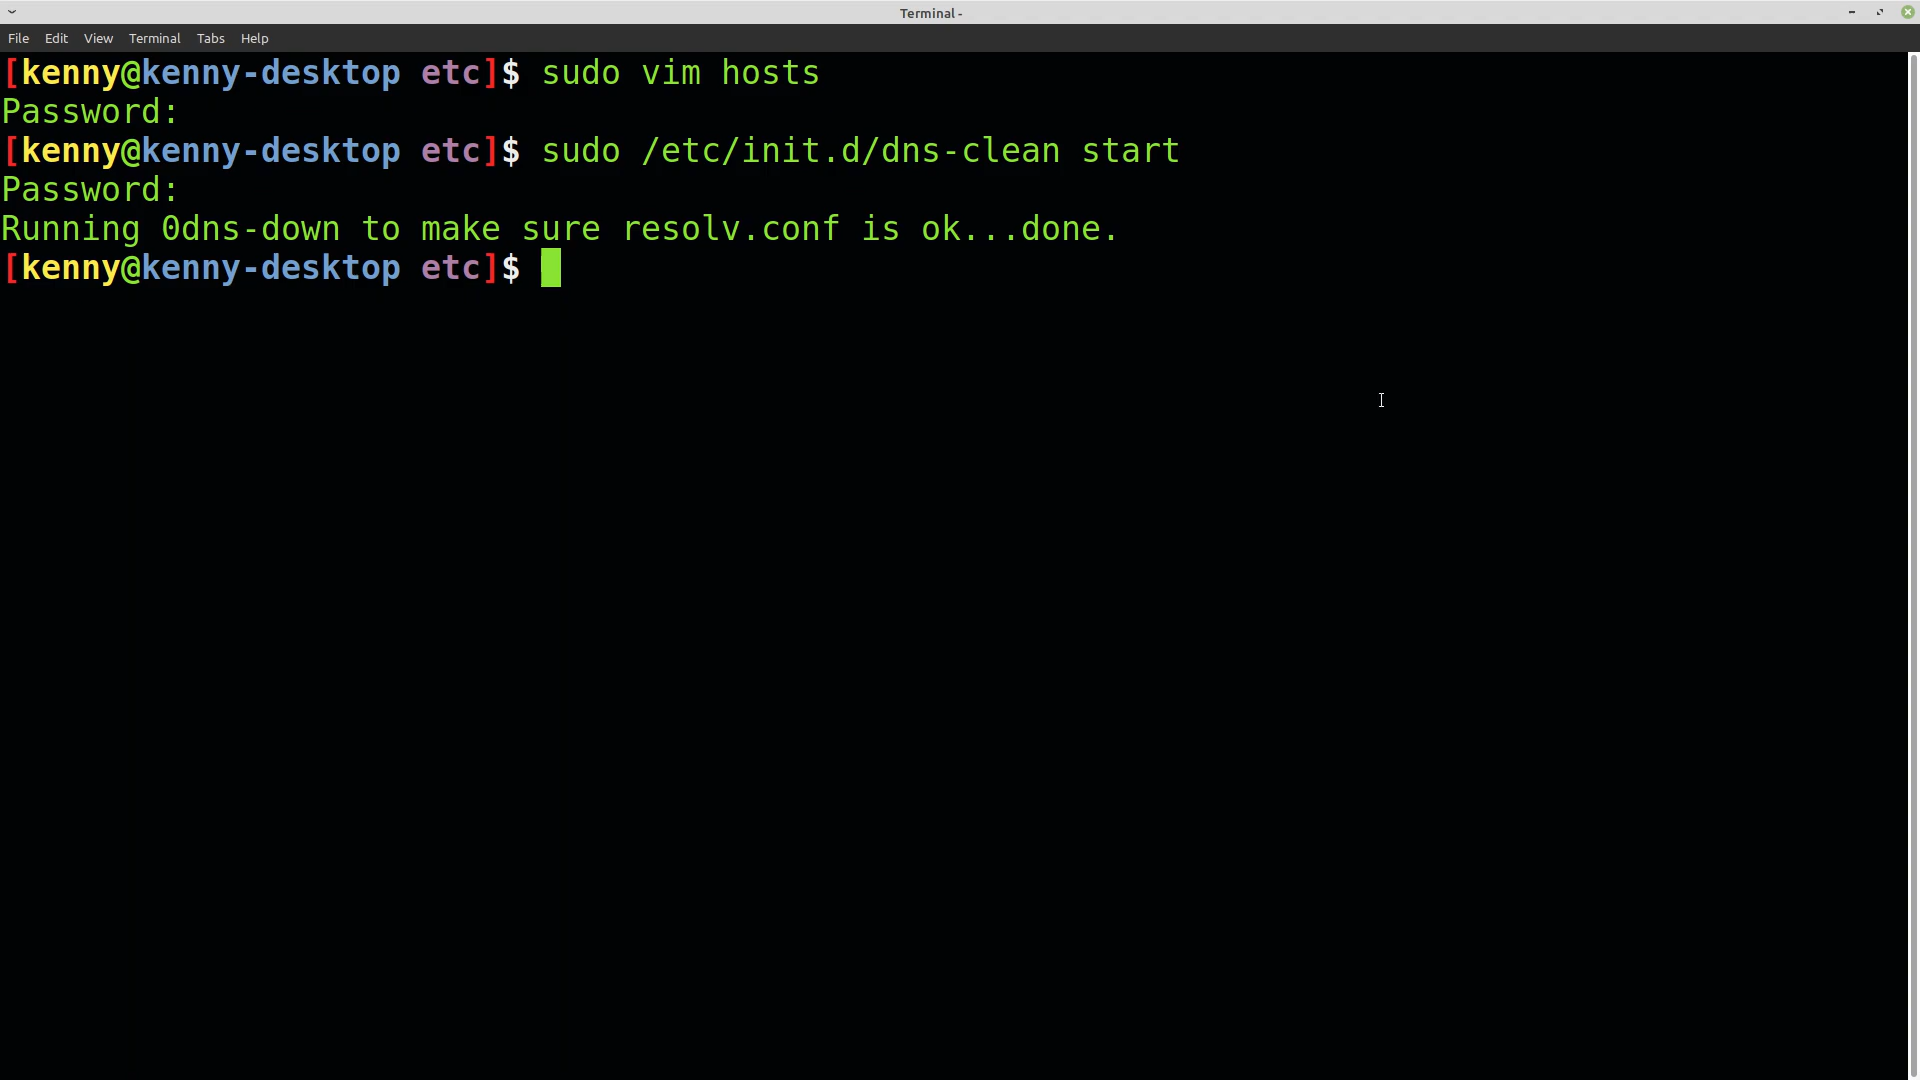 Terminal -
File Edit View Terminal Tabs Help
[kenny@kenny-desktop etc]$ sudo vim hosts
Password:
[kenny@kenny-desktop etc]$ sudo /etc/init.d/dns-clean start
Password:
Running 0dns-down to make sure resolv.conf is ok...done.
[kenny@kenny-desktop etc]$